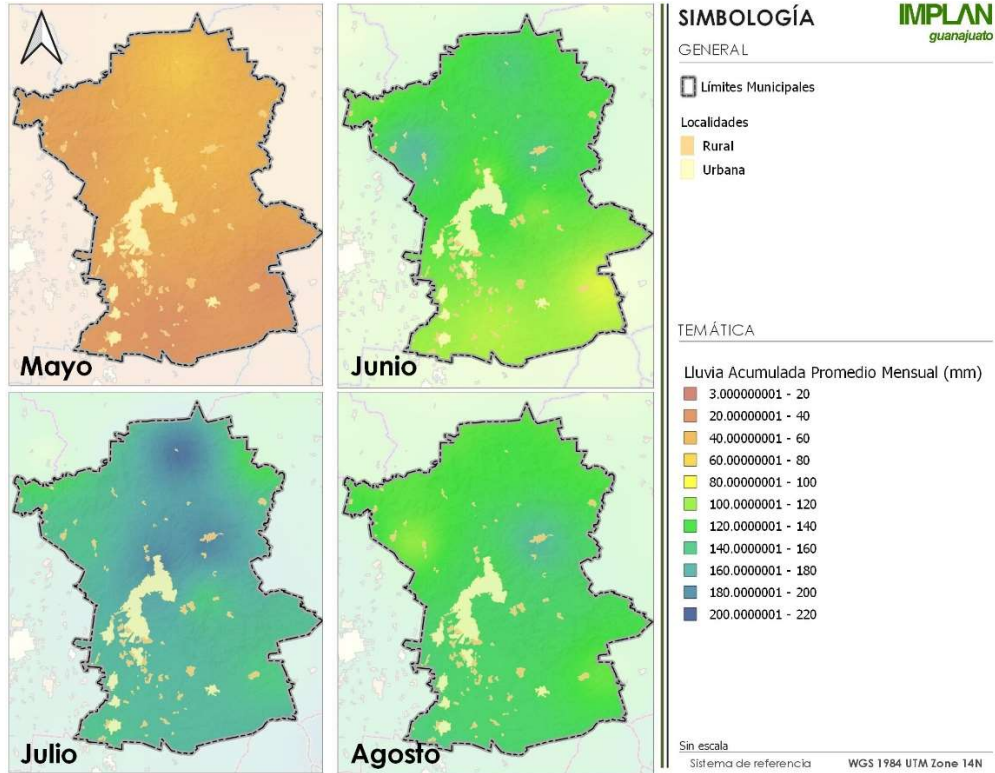 Mayo
Junio
Julio
Agosto
SIMBOLOGÍA
IMPLAN
guanajuato
GENERAL
Límites Municipales
Localidades
Rural
Urbana
TEMÁTICA
Lluvia Acumulada Promedio Mensual (mm)
3.000000001 - 20
20.00000001 - 40
40.00000001 - 60
60.00000001 - 80
80.00000001 - 100
100.0000001 - 120
120.0000001 - 140
140.0000001 - 160
160.0000001 - 180
180.0000001 - 200
200.0000001 - 220
Sin escala
Sistema de referencia WGS 1984 UTM Zone 14N